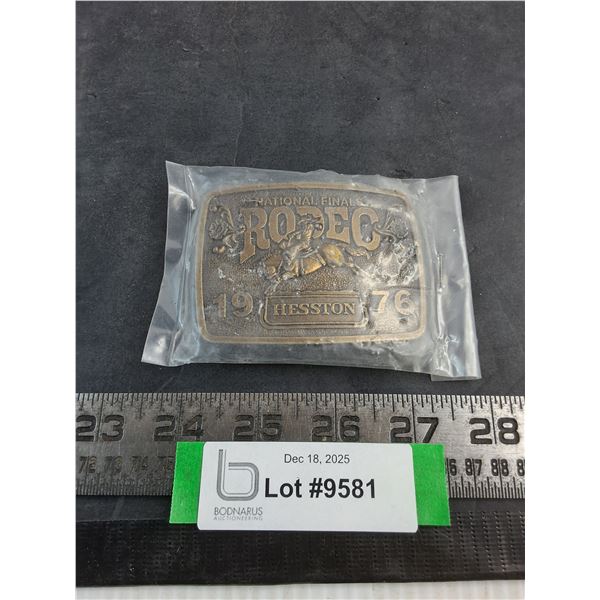 NATIONAL FINALS
RODEO
19 76
HESSTON
23 24 25 26 27 28
Dec 18, 2025
Lot #9581
BODNARUS
AUCTIONEERING